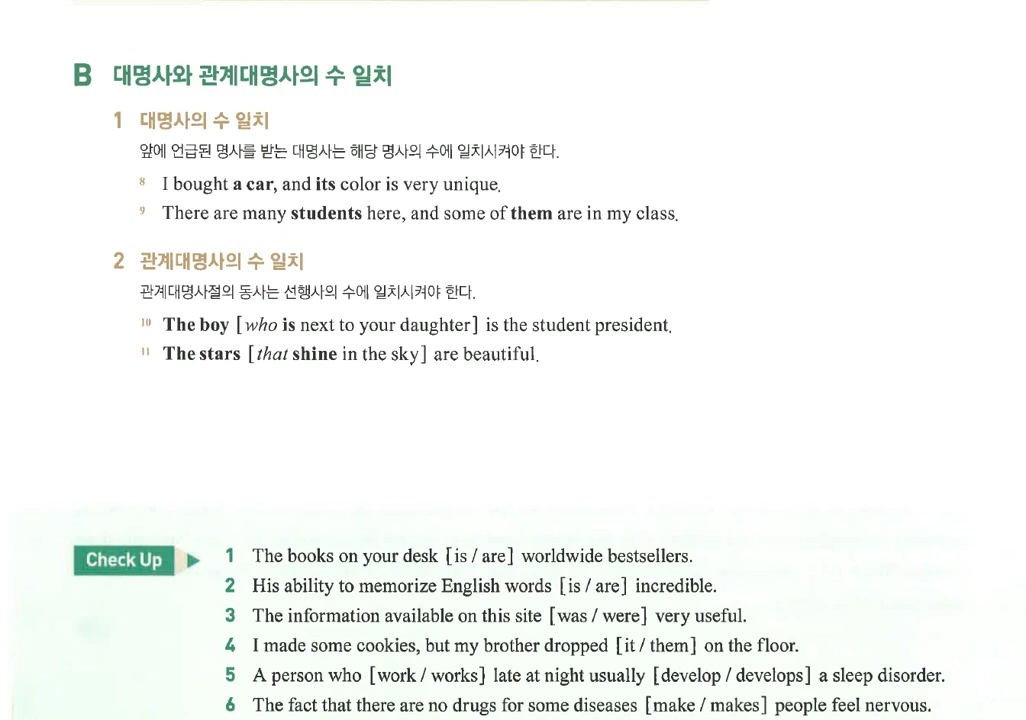 B 대명사와 관계대명사의 수 일치
1 대명사의 수 일치
앞에 언급된 명사를 받는 대명사는 해당 명사의 수에 일치시켜야 한다.
8 I bought a car, and its color is very unique.
9 There are many students here, and some of them are in my class.
2 관계대명사의 수 일치
관계대명사절의 동사는 선행사의 수에 일치시켜야 한다.
10 The boy [who is next to your daughter] is the student president.
11 The stars [that shine in the sky] are beautiful.
Check Up
1 The books on your desk [is / are] worldwide bestsellers.
2 His ability to memorize English words [is / are] incredible.
3 The information available on this site [was / were] very useful.
4 I made some cookies, but my brother dropped [it / them] on the floor.
5 A person who [work / works] late at night usually [develop / develops] a sleep disorder.
6 The fact that there are no drugs for some diseases [make / makes] people feel nervous.